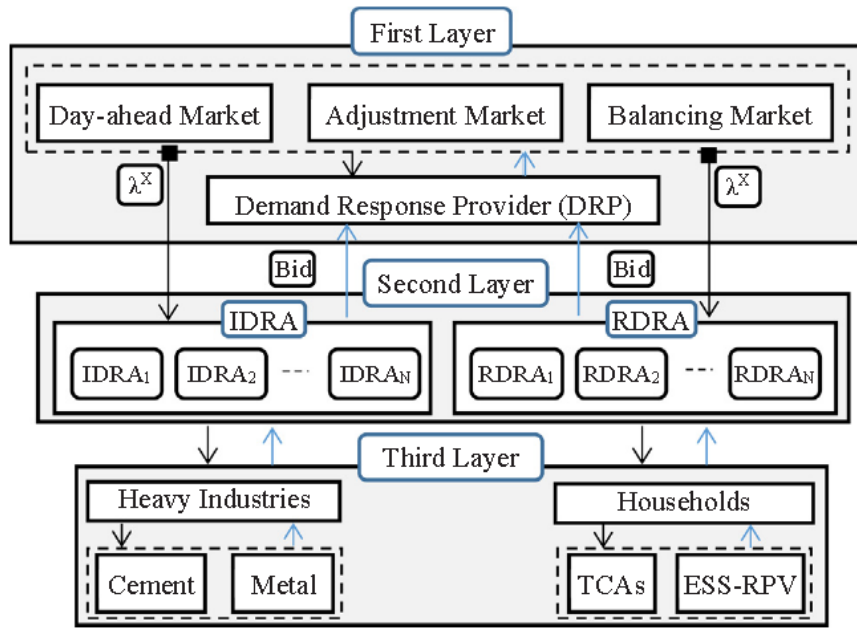 First Layer
Day-ahead Market
Adjustment Market
Balancing Market
λX
λX
Demand Response Provider (DRP)
Bid
Bid
Second Layer
IDRA
RDRA
IDRA1
IDRA2
----
IDRAN
RDRA1
RDRA2
----
RDRAN
Third Layer
Heavy Industries
Households
Cement
Metal
TCAs
ESS-RPV